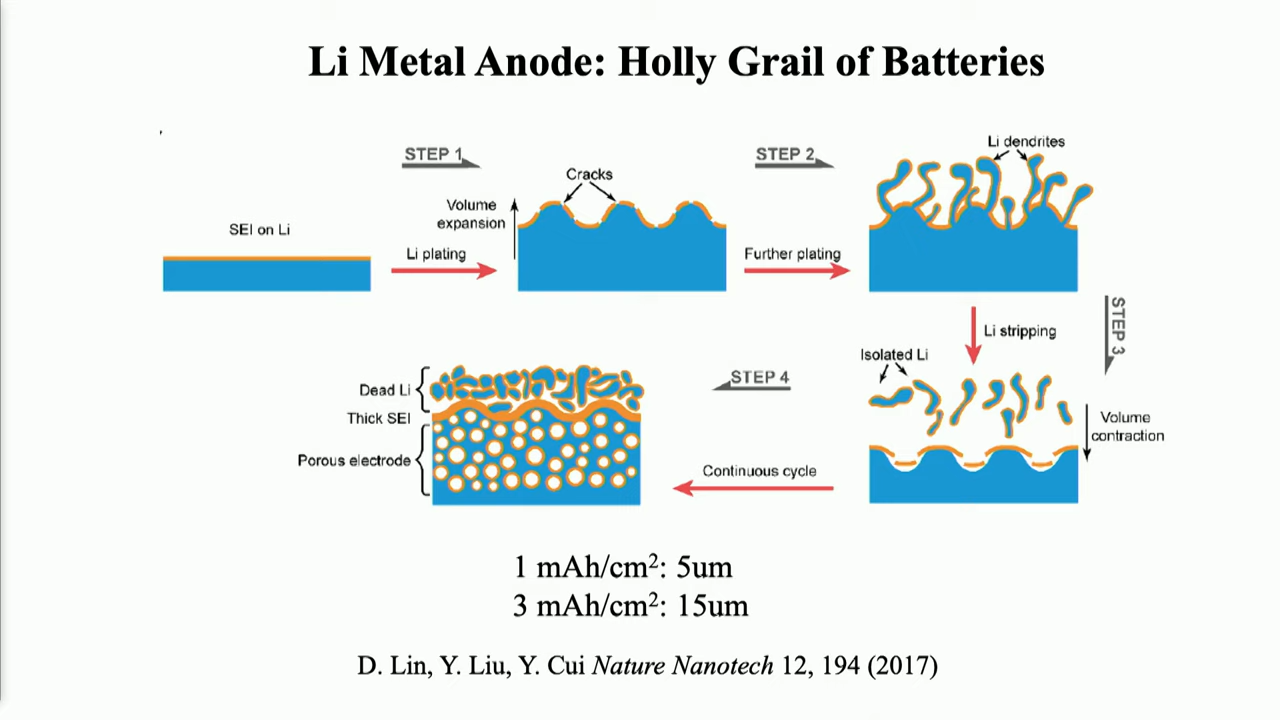 Li Metal Anode: Holly Grail of Batteries
SEI on Li
STEP 1
Li plating
Volume
expansion
Cracks
STEP 2
Further plating
Li dendrites
STEP 3
Li stripping
Isolated Li
Volume
contraction
STEP 4
Continuous cycle
Dead Li
Thick SEI
Porous electrode
1 mAh/cm²: 5um
3 mAh/cm²: 15um
D. Lin, Y. Liu, Y. Cui Nature Nanotech 12, 194 (2017)